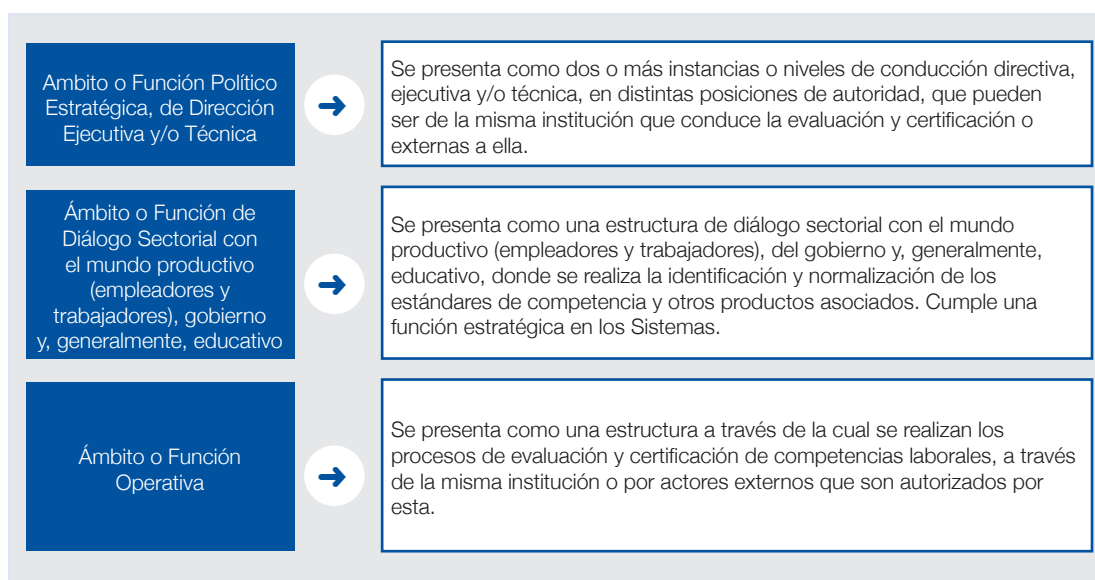 Ambito o Función Político
Estratégica, de Dirección
Ejecutiva y/o Técnica
Se presenta como dos o más instancias o niveles de conducción directiva,
ejecutiva y/o técnica, en distintas posiciones de autoridad, que pueden
ser de la misma institución que conduce la evaluación y certificación o
externas a ella.
Ámbito o Función de
Diálogo Sectorial con
el mundo productivo
(empleadores y
trabajadores), gobierno
y, generalmente, educativo
Se presenta como una estructura de diálogo sectorial con el mundo
productivo (empleadores y trabajadores), del gobierno y, generalmente,
educativo, donde se realiza la identificación y normalización de los
estándares de competencia y otros productos asociados. Cumple una
función estratégica en los Sistemas.
Ámbito o Función
Operativa
Se presenta como una estructura a través de la cual se realizan los
procesos de evaluación y certificación de competencias laborales, a través
de la misma institución o por actores externos que son autorizados por
esta.